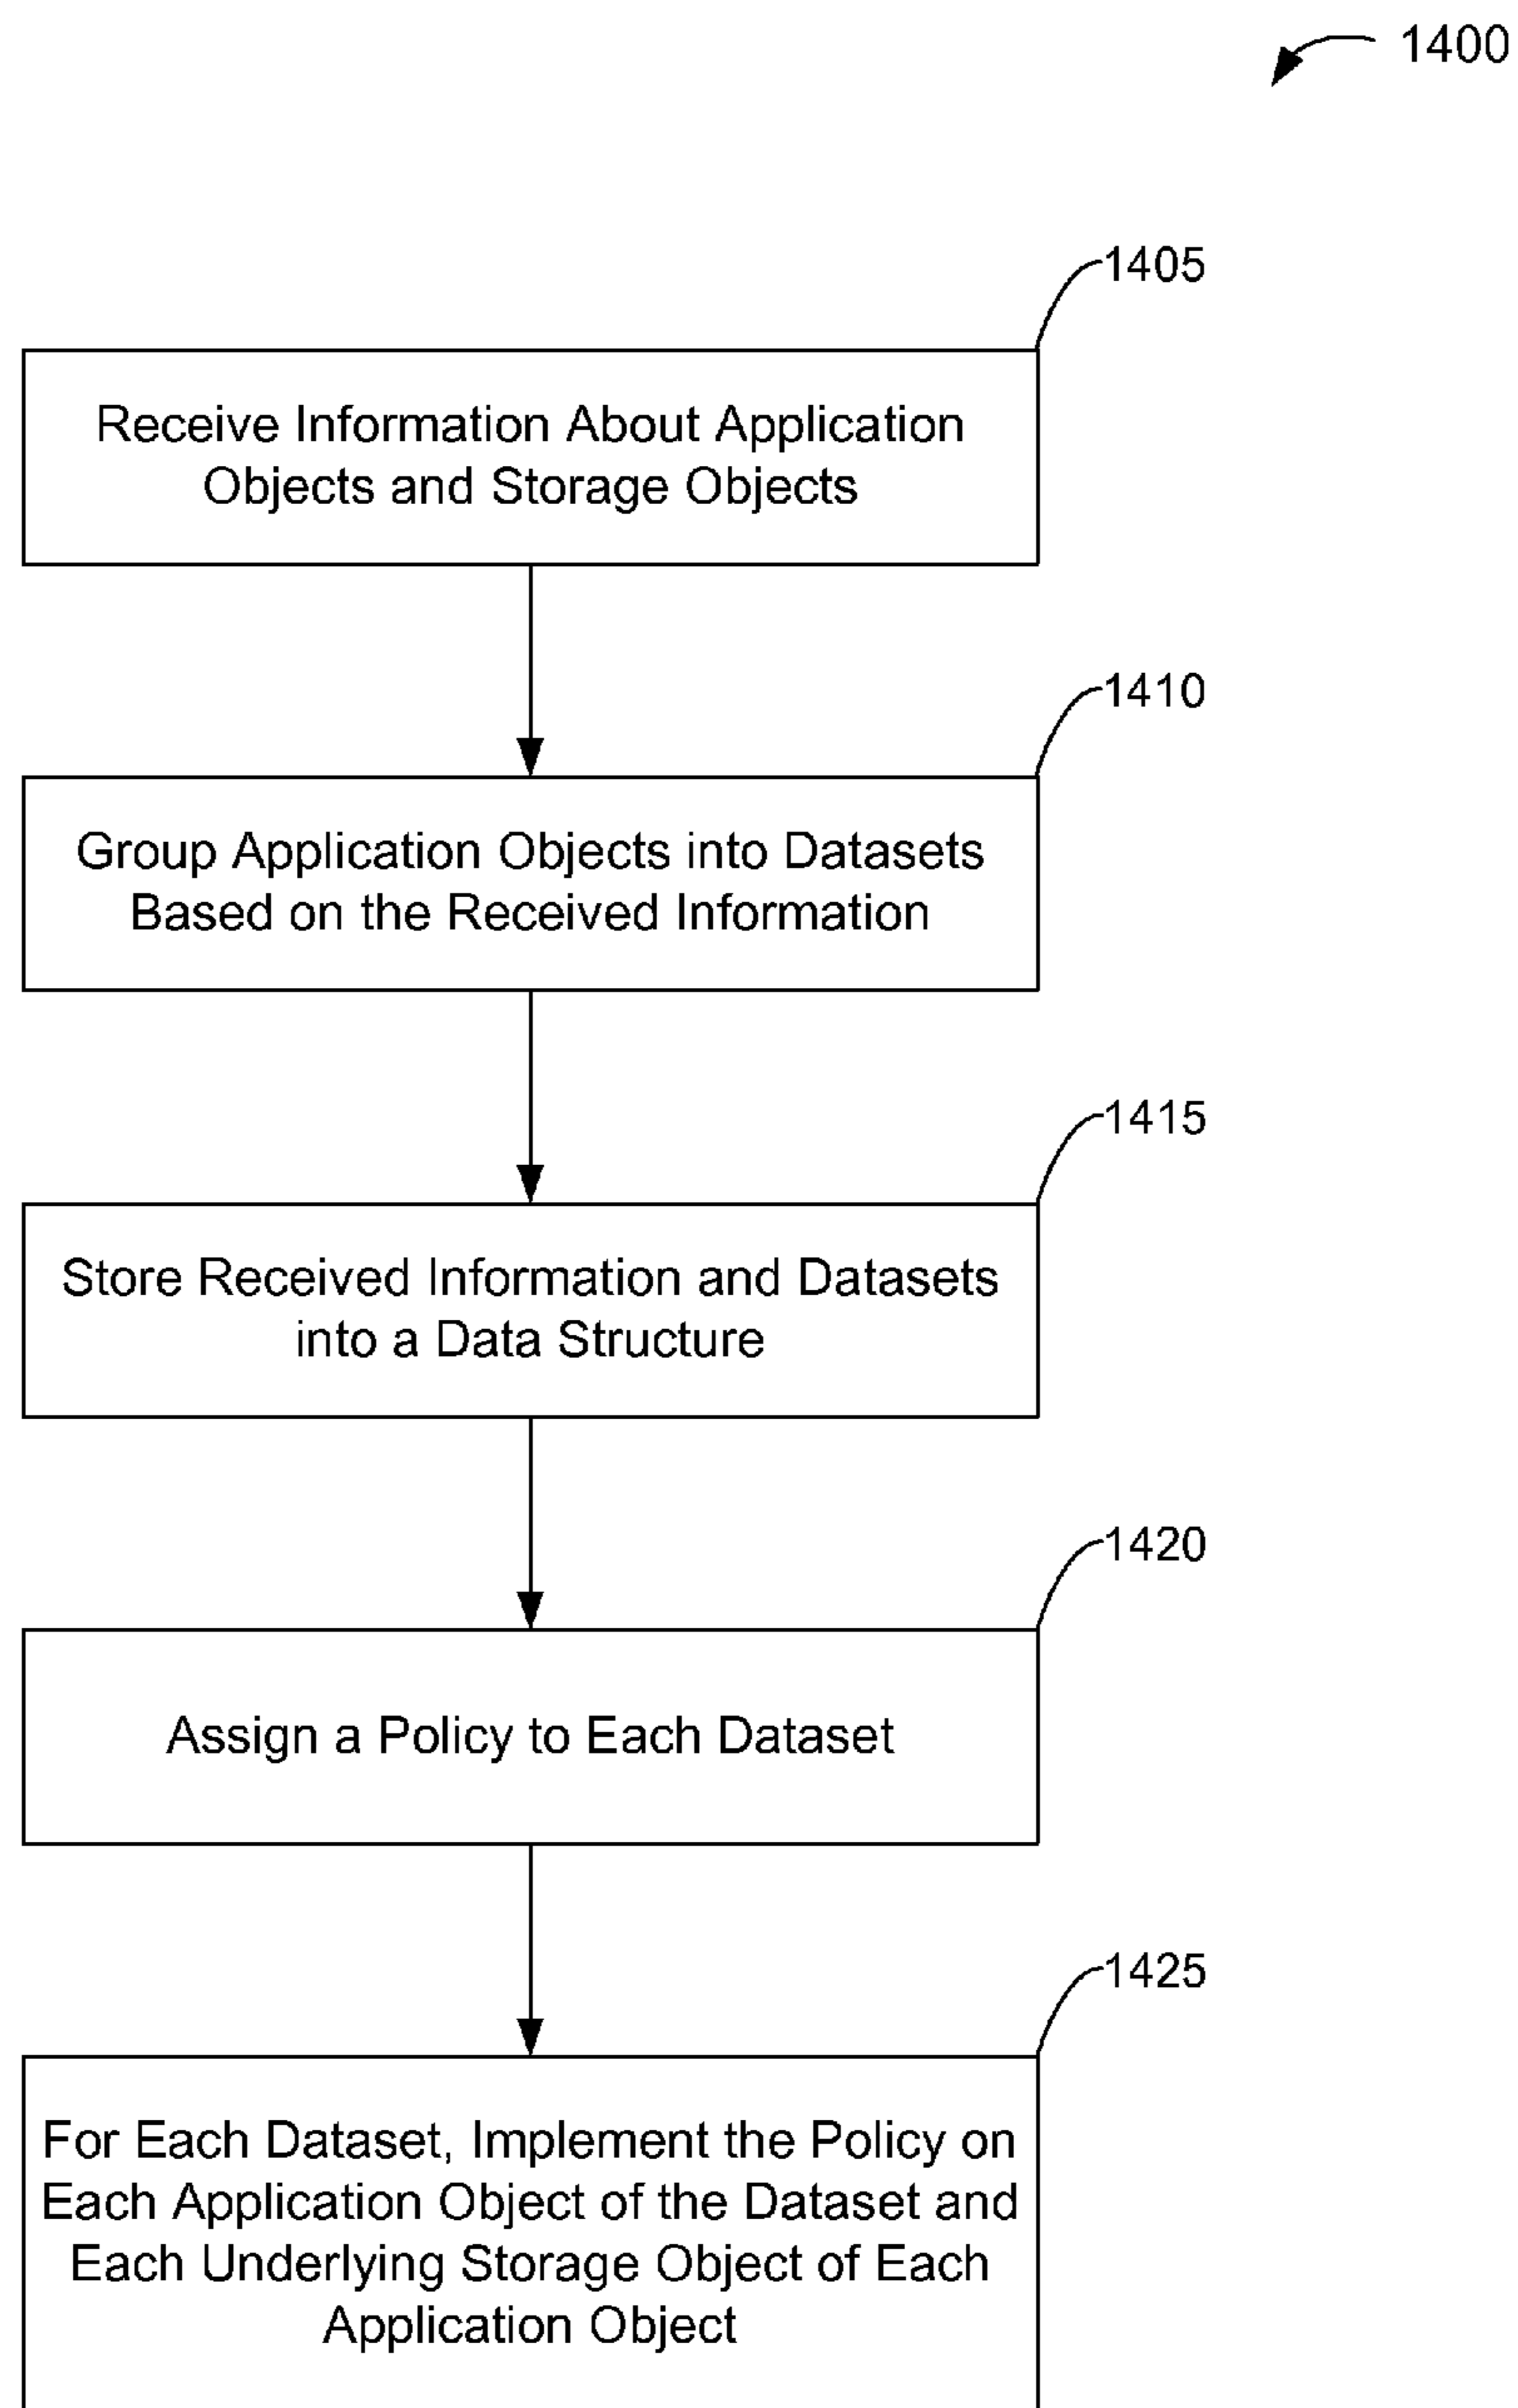 1400
1405
Receive Information About Application
Objects and Storage Objects
1410
Group Application Objects into Datasets
Based on the Received Information
1415
Store Received Information and Datasets
into a Data Structure
1420
Assign a Policy to Each Dataset
1425
For Each Dataset, Implement the Policy on
Each Application Object of the Dataset and
Each Underlying Storage Object of Each
Application Object